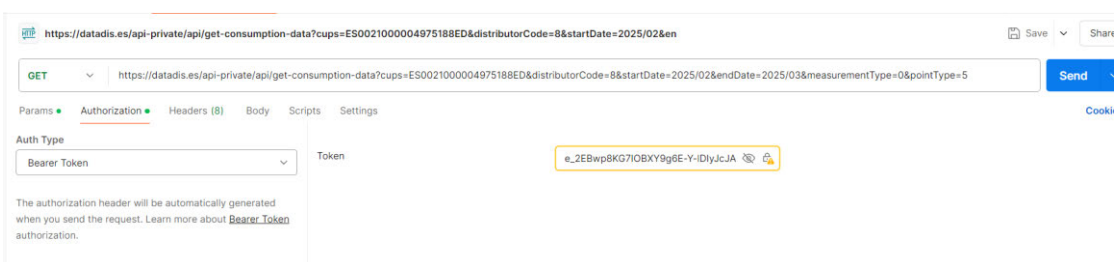 HTTP https://datadis.es/api-private/api/get-consumption-data?cups=ES0021000004975188ED&distributorCode=8&startDate=2025/02&en
Save Share
GET https://datadis.es/api-private/api/get-consumption-data?cups=ES0021000004975188ED&distributorCode=8&startDate=2025/02&endDate=2025/03&measurementType=0&pointType=5 Send
Params Authorization Headers (8) Body Scripts Settings Cookie
Auth Type
Bearer Token
Token e_2EBwp8KG7IOBXY9g6E-Y-iDIyJcJA
The authorization header will be automatically generated
when you send the request. Learn more about Bearer Token
authorization.